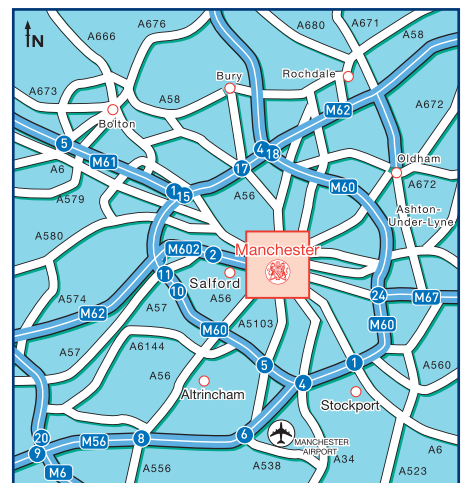 A676
A680
A671
A666
A58
N
Bury
Rochdale
A673
A58
M62
A672
Bolton
5
4
18
M61
17
Oldham
A6
1
15
A56
M60
A672
A579
Ashton-
Under-Lyne
A580
Manchester
M602
2
11
Salford
10
A574
A57
A56
24
M67
M62
M60
A5103
M60
A57
A6144
5
1
A560
A56
4
Altrincham
Stockport
20
M56
8
6
MANCHESTER
AIRPORT
A6
9
M6
A556
A538
A34
A523